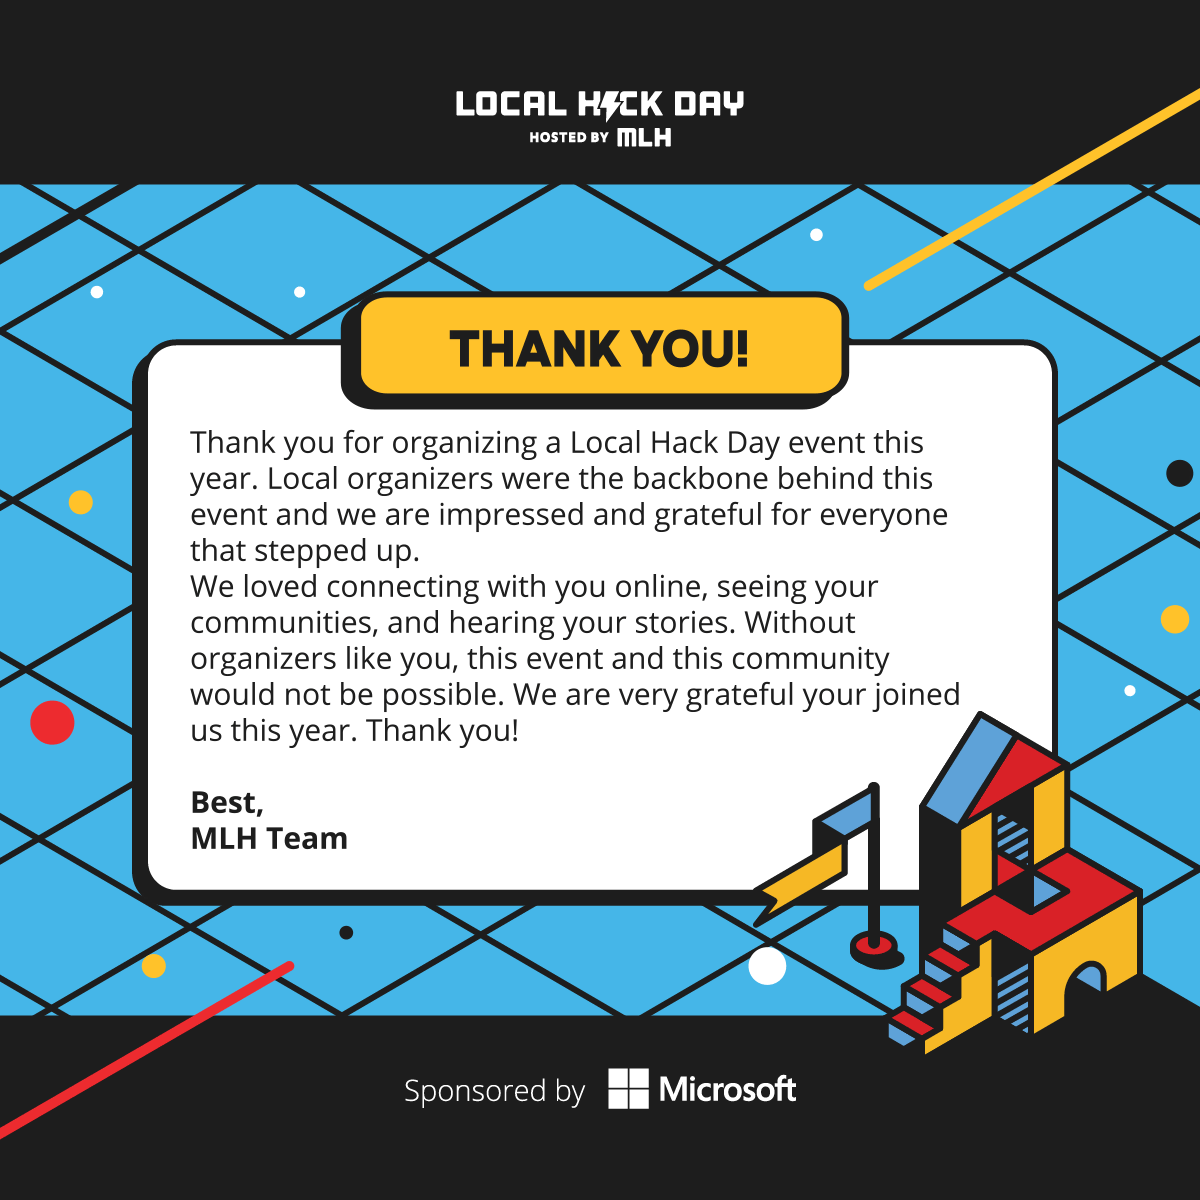 LOCAL HACK DAY
HOSTED BY MLH
THANK YOU!
Thank you for organizing a Local Hack Day event this
year. Local organizers were the backbone behind this
event and we are impressed and grateful for everyone
that stepped up.
We loved connecting with you online, seeing your
communities, and hearing your stories. Without
organizers like you, this event and this community
would not be possible. We are very grateful your joined
us this year. Thank you!
Best,
MLH Team
Sponsored by Microsoft